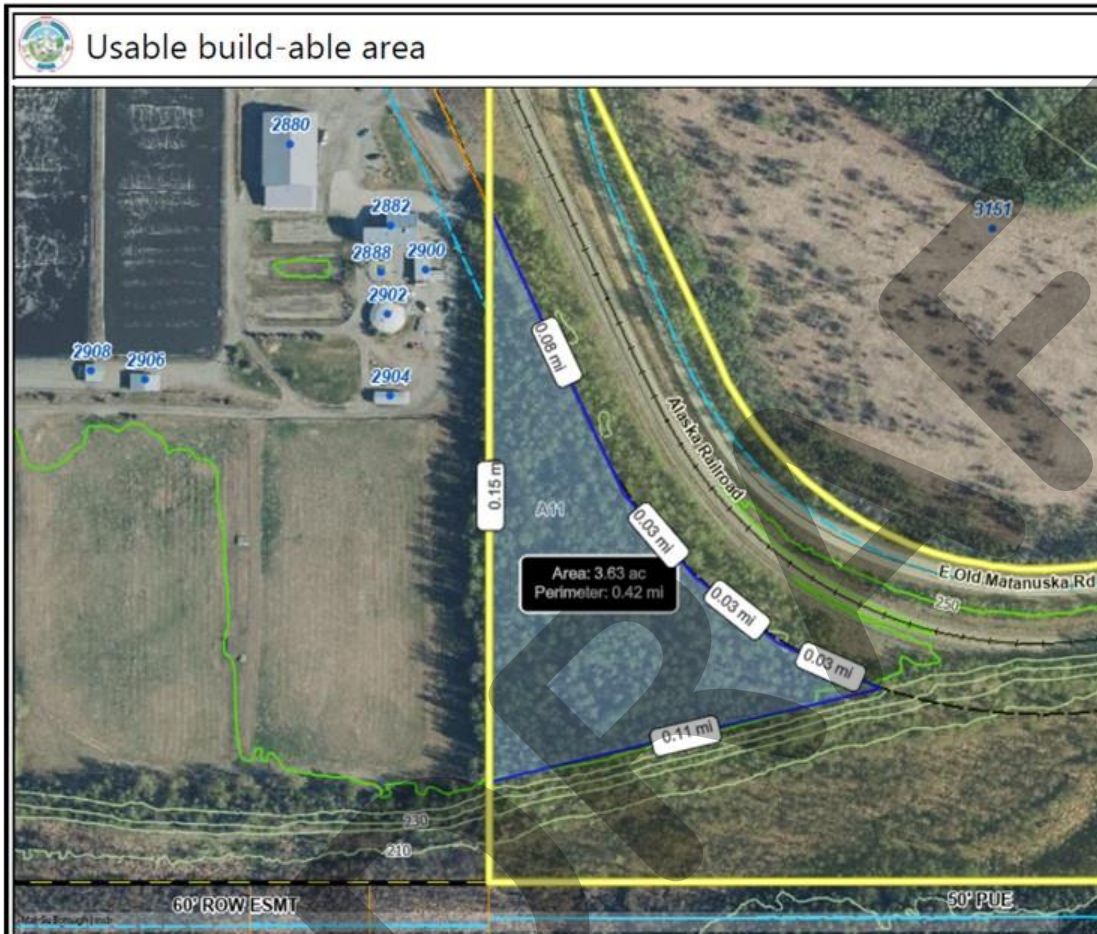 Usable build-able area
2880
3151
2882
2888
2900
2902
0.08 mi
2908
2906
2904
Alaska Railroad
0.15 m
A11
0.03 mi
Area: 3.63 ac
Perimeter: 0.42 mi
E Old Matanuska Rd
0.03 mi
250
0.03 mi
0.11 mi
230
210
60' ROW ESMT
50' PUE